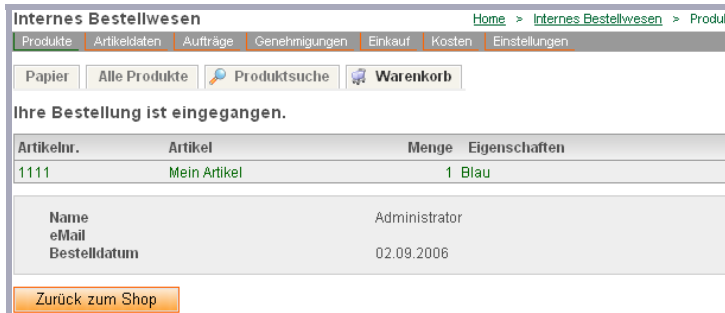 Internes Bestellwesen Home > Internes Bestellwesen >
Produkte Artikeldaten Aufträge Genehmigungen Einkauf Kosten Einstellungen
Papier Alle Produkte Produktsuche Warenkorb
Ihre Bestellung ist eingegangen.
Artikelnr. Artikel Menge Eigenschaften
1111 Mein Artikel 1 Blau
Name Administrator
eMail
Bestelldatum 02.09.2006
Zurück zum Shop